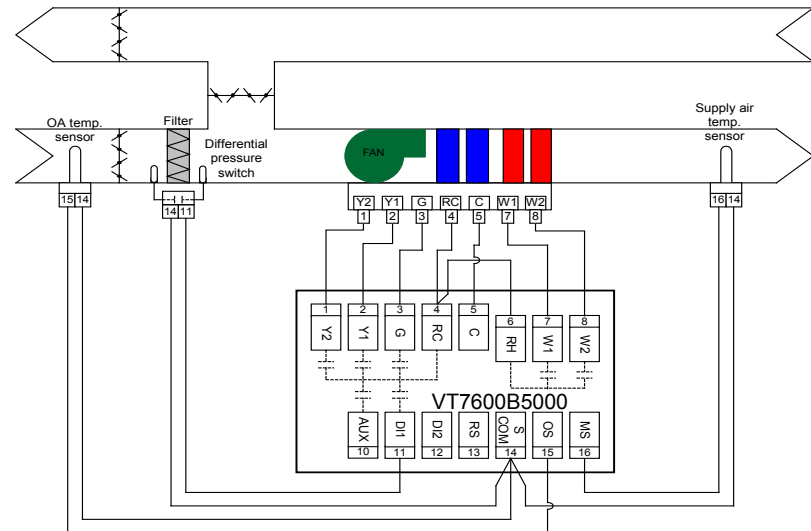 OA temp.
sensor
Filter
Differential
pressure
switch
FAN
Supply air
temp.
sensor
15 14
14 11
16 14
Y2 Y1 G RC C W1 W2
1 2 3 4 5 7 8
1 2 3 4 5 6 7 8
Y2 Y1 G RC C RH W1 W2
VT7600B5000
AUX DI1 DI2 RS S COM OS MS
10 11 12 13 14 15 16